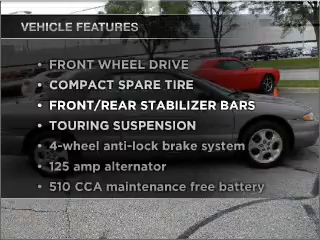 VEHICLE FEATURES
• FRONT WHEEL DRIVE
• COMPACT SPARE TIRE
• FRONT/REAR STABILIZER BARS
• TOURING SUSPENSION
• 4-wheel anti-lock brake system
• 125 amp alternator
• 510 CCA maintenance free battery